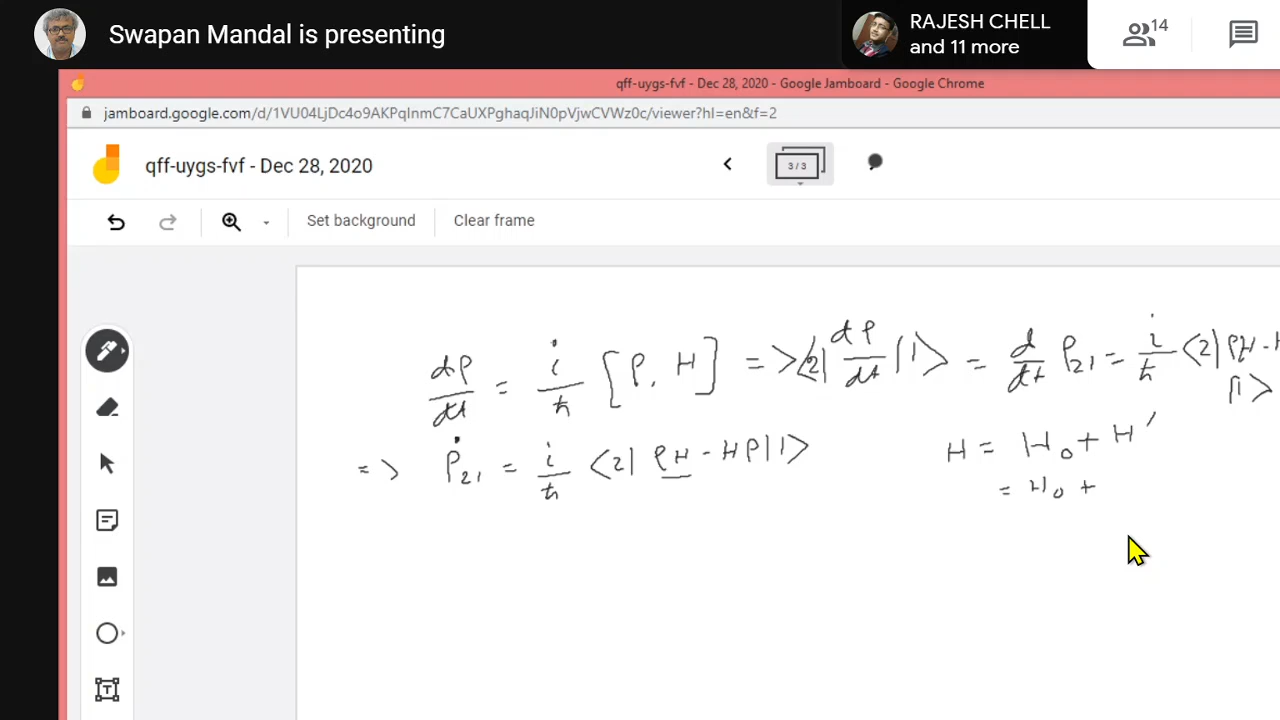 Swapan Mandal is presenting
RAJESH CHELL
and 11 more
14
qff-uygs-fvf - Dec 28, 2020 - Google Jamboard - Google Chrome
jamboard.google.com/d/1VU04LjDc4o9AKPqInmC7CaUXPghaqJiN0pVjwCVWz0c/viewer?hl=en&f=2
qff-uygs-fvf - Dec 28, 2020
3 / 3
Set background
Clear frame
dρ/dt = i/ħ [ρ, H] => ⟨2| dρ/dt |1⟩ = d/dt ρ21 = i/ħ ⟨2| ρH - H
|1⟩
=> ρ̇21 = i/ħ ⟨2| ρH - Hρ |1⟩
H = H0 + H′
= H0 +